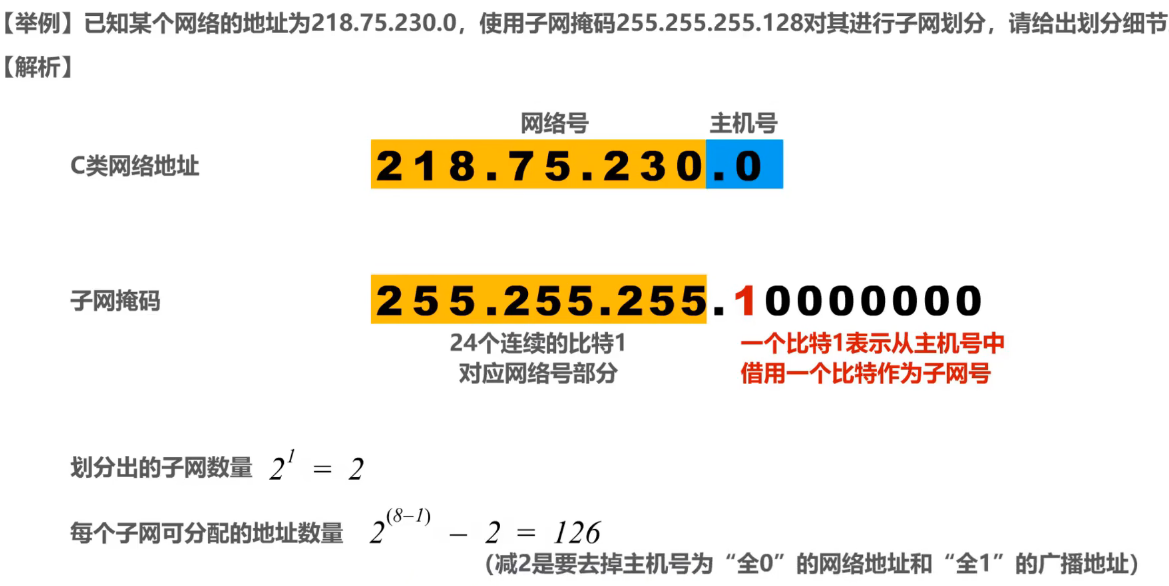 【举例】已知某个网络的地址为218.75.230.0，使用子网掩码255.255.255.128对其进行子网划分，请给出划分细节
【解析】
网络号 主机号
C类网络地址 218.75.230.0
子网掩码 255.255.255.10000000
24个连续的比特1 一个比特1表示从主机号中
对应网络号部分 借用一个比特作为子网号
划分出的子网数量 2^1 = 2
每个子网可分配的地址数量 2^(8-1) - 2 = 126
(减2是要去掉主机号为“全0”的网络地址和“全1”的广播地址)